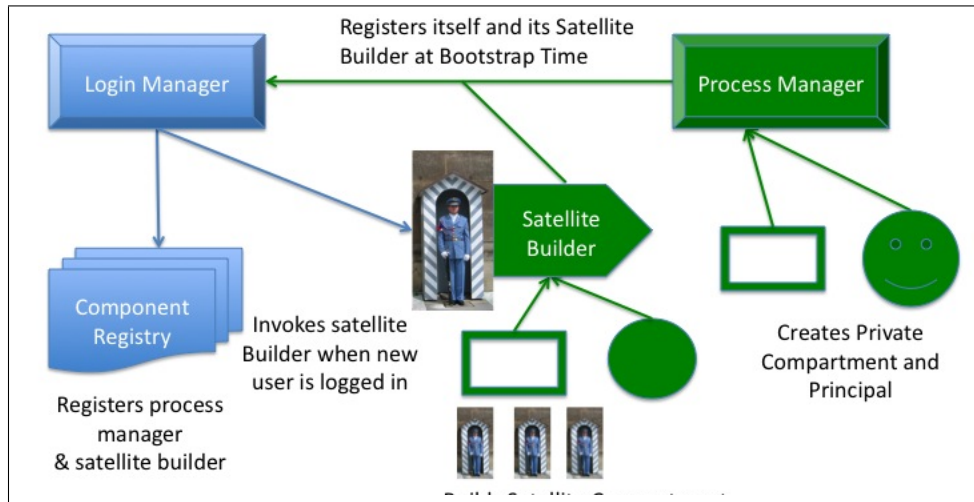 Registers itself and its Satellite
Builder at Bootstrap Time
Login Manager
Process Manager
Satellite
Builder
Component
Registry
Invokes satellite
Builder when new
user is logged in
Creates Private
Compartment and
Principal
Registers process
manager
& satellite builder